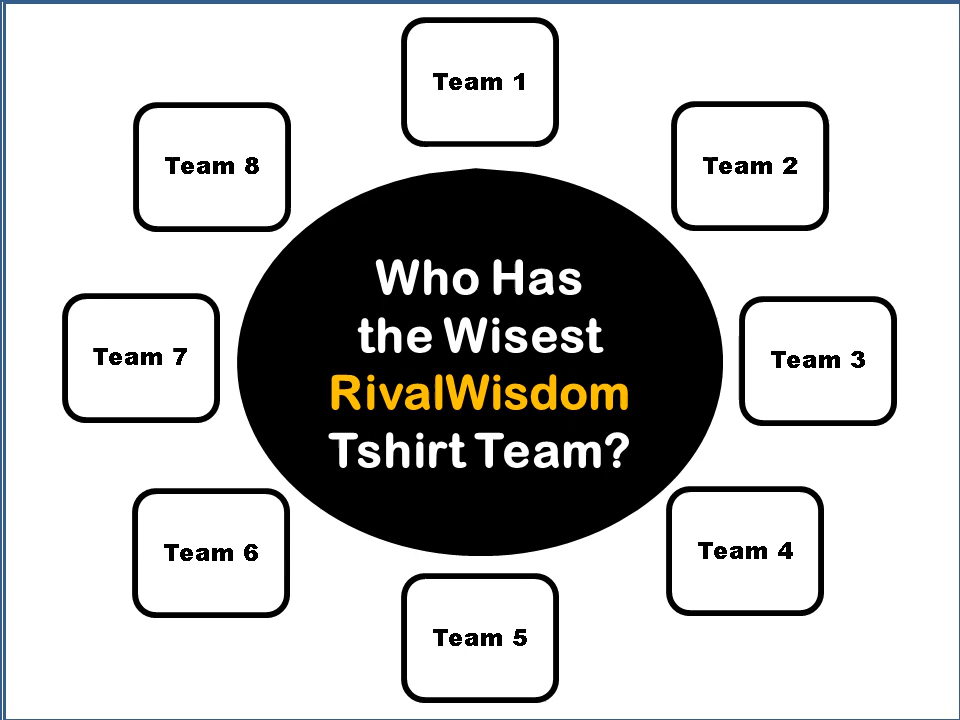 Team 1
Team 8
Team 2
Who Has
the Wisest
RivalWisdom
Tshirt Team?
Team 7
Team 3
Team 6
Team 4
Team 5